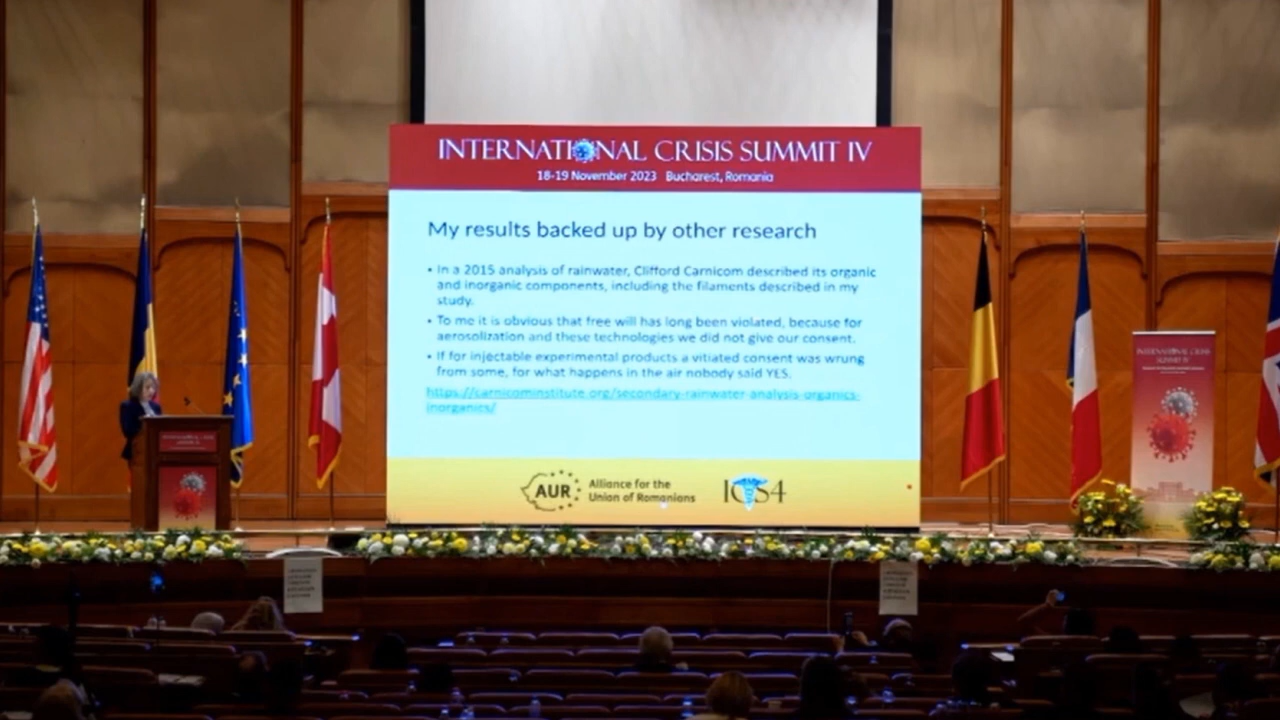 INTERNATIONAL CRISIS SUMMIT IV
18-19 November 2023 Bucharest, Romania
My results backed up by other research
• In a 2015 analysis of rainwater, Clifford Carnicom described its organic
and inorganic components, including the filaments described in my
study.
• To me it is obvious that free will has long been violated, because for
aerosolization and these technologies we did not give our consent.
• If for injectable experimental products a vitiated consent was wrung
from some, for what happens in the air nobody said YES.
https://carnicominstitute.org/secondary-rainwater-analysis-organics-
inorganics/
AUR
Alliance for the
Union of Romanians
ICS4
INTERNATIONAL CRISIS
SUMMIT IV